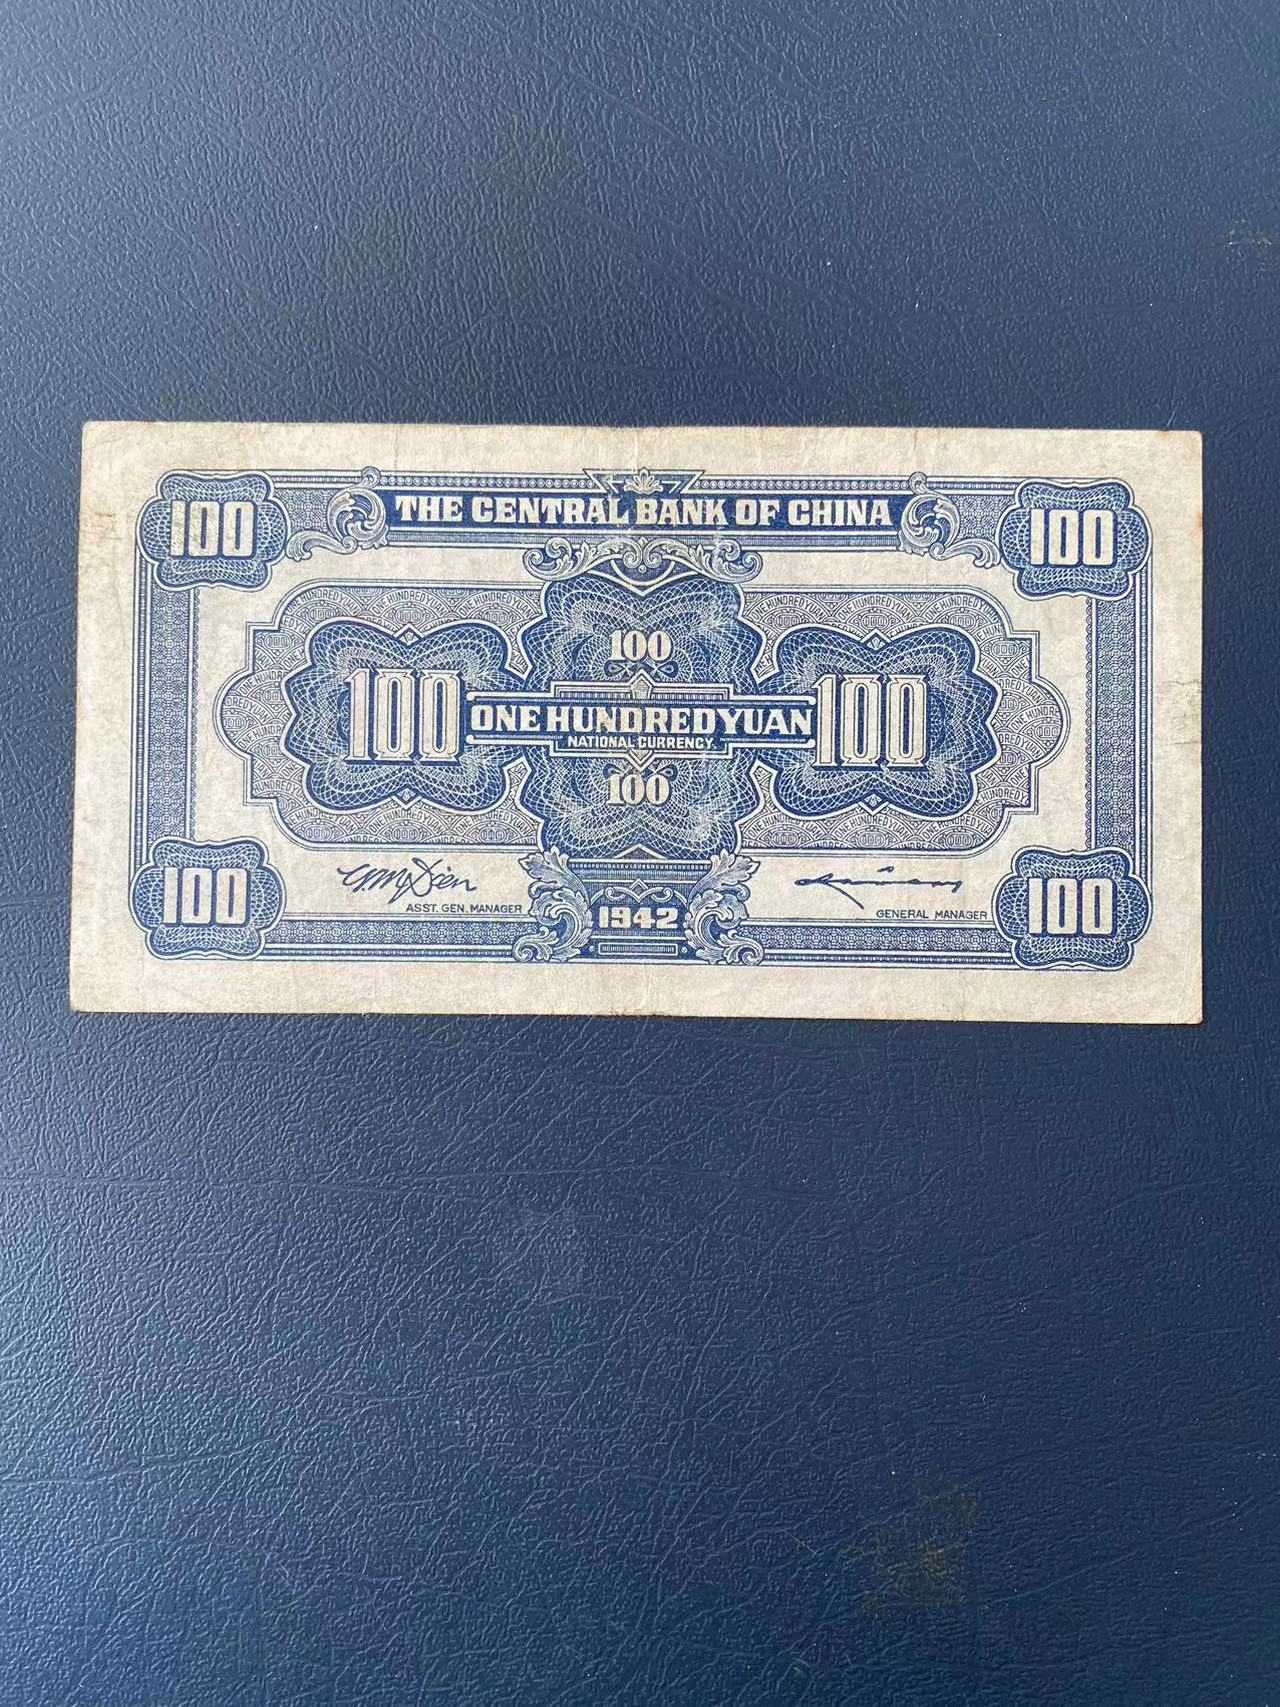 100 THE CENTRAL BANK OF CHINA 100
100
100 ONE HUNDRED YUAN 100
NATIONAL CURRENCY
100
ASST. GEN. MANAGER
GENERAL MANAGER
100 1942 100